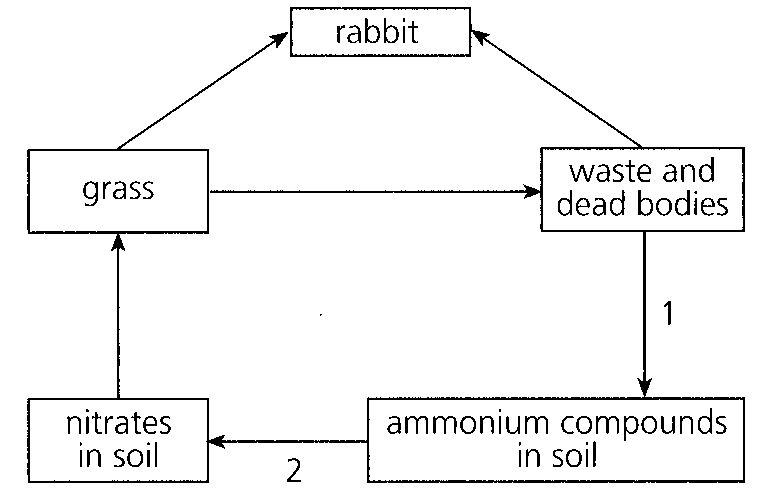 rabbit
grass
waste and
dead bodies
1
nitrates
in soil
2
ammonium compounds
in soil